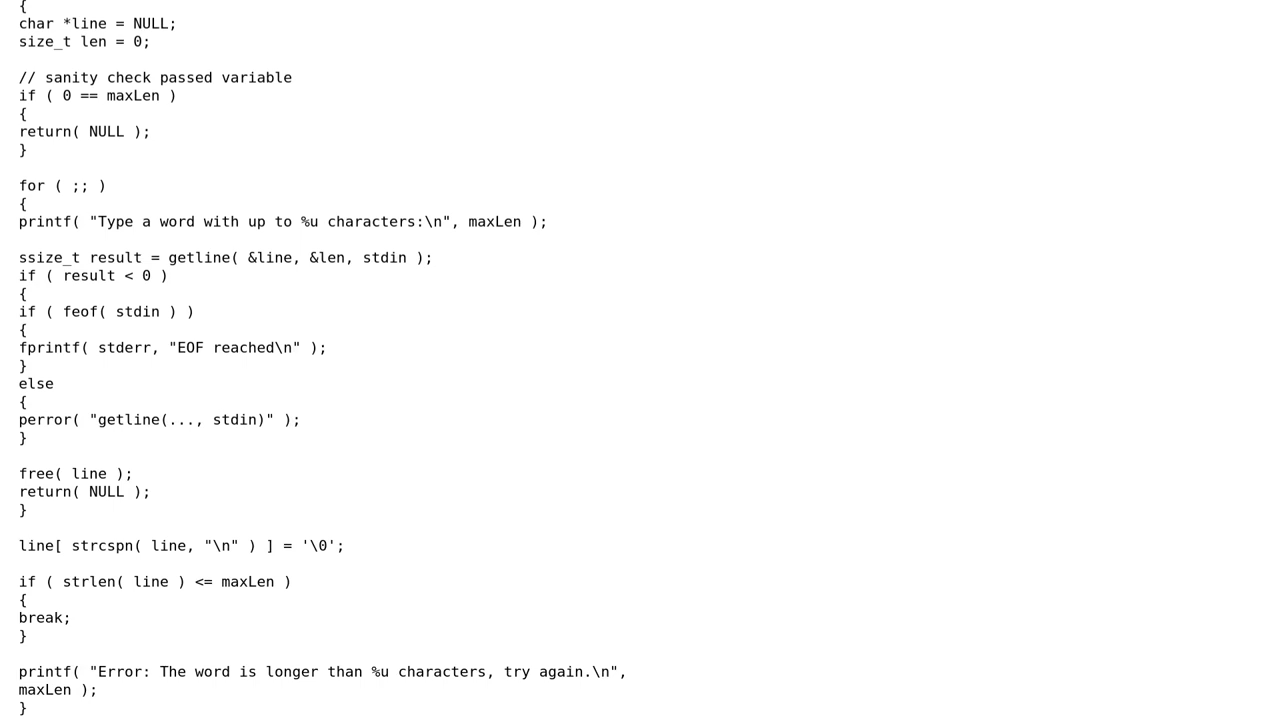 {
char *line = NULL;
size_t len = 0;

// sanity check passed variable
if ( 0 == maxLen )
{
return( NULL );
}

for ( ;; )
{
printf( "Type a word with up to %u characters:\n", maxLen );

ssize_t result = getline( &line, &len, stdin );
if ( result < 0 )
{
if ( feof( stdin ) )
{
fprintf( stderr, "EOF reached\n" );
}
else
{
perror( "getline(..., stdin)" );
}

free( line );
return( NULL );
}

line[ strcspn( line, "\n" ) ] = '\0';

if ( strlen( line ) <= maxLen )
{
break;
}

printf( "Error: The word is longer than %u characters, try again.\n",
maxLen );
}